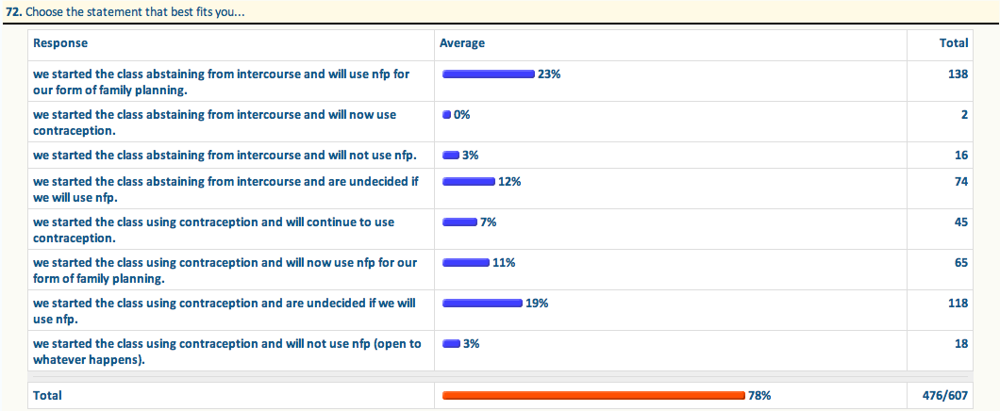 72. Choose the statement that best fits you...
Response Average Total
we started the class abstaining from intercourse and will use nfp for
our form of family planning.
23% 138
we started the class abstaining from intercourse and will now use
contraception.
0% 2
we started the class abstaining from intercourse and will not use nfp. 3% 16
we started the class abstaining from intercourse and are undecided if
we will use nfp.
12% 74
we started the class using contraception and will continue to use
contraception.
7% 45
we started the class using contraception and will now use nfp for our
form of family planning.
11% 65
we started the class using contraception and are undecided if we will
use nfp.
19% 118
we started the class using contraception and will not use nfp (open to
whatever happens).
3% 18
Total 78% 476/607